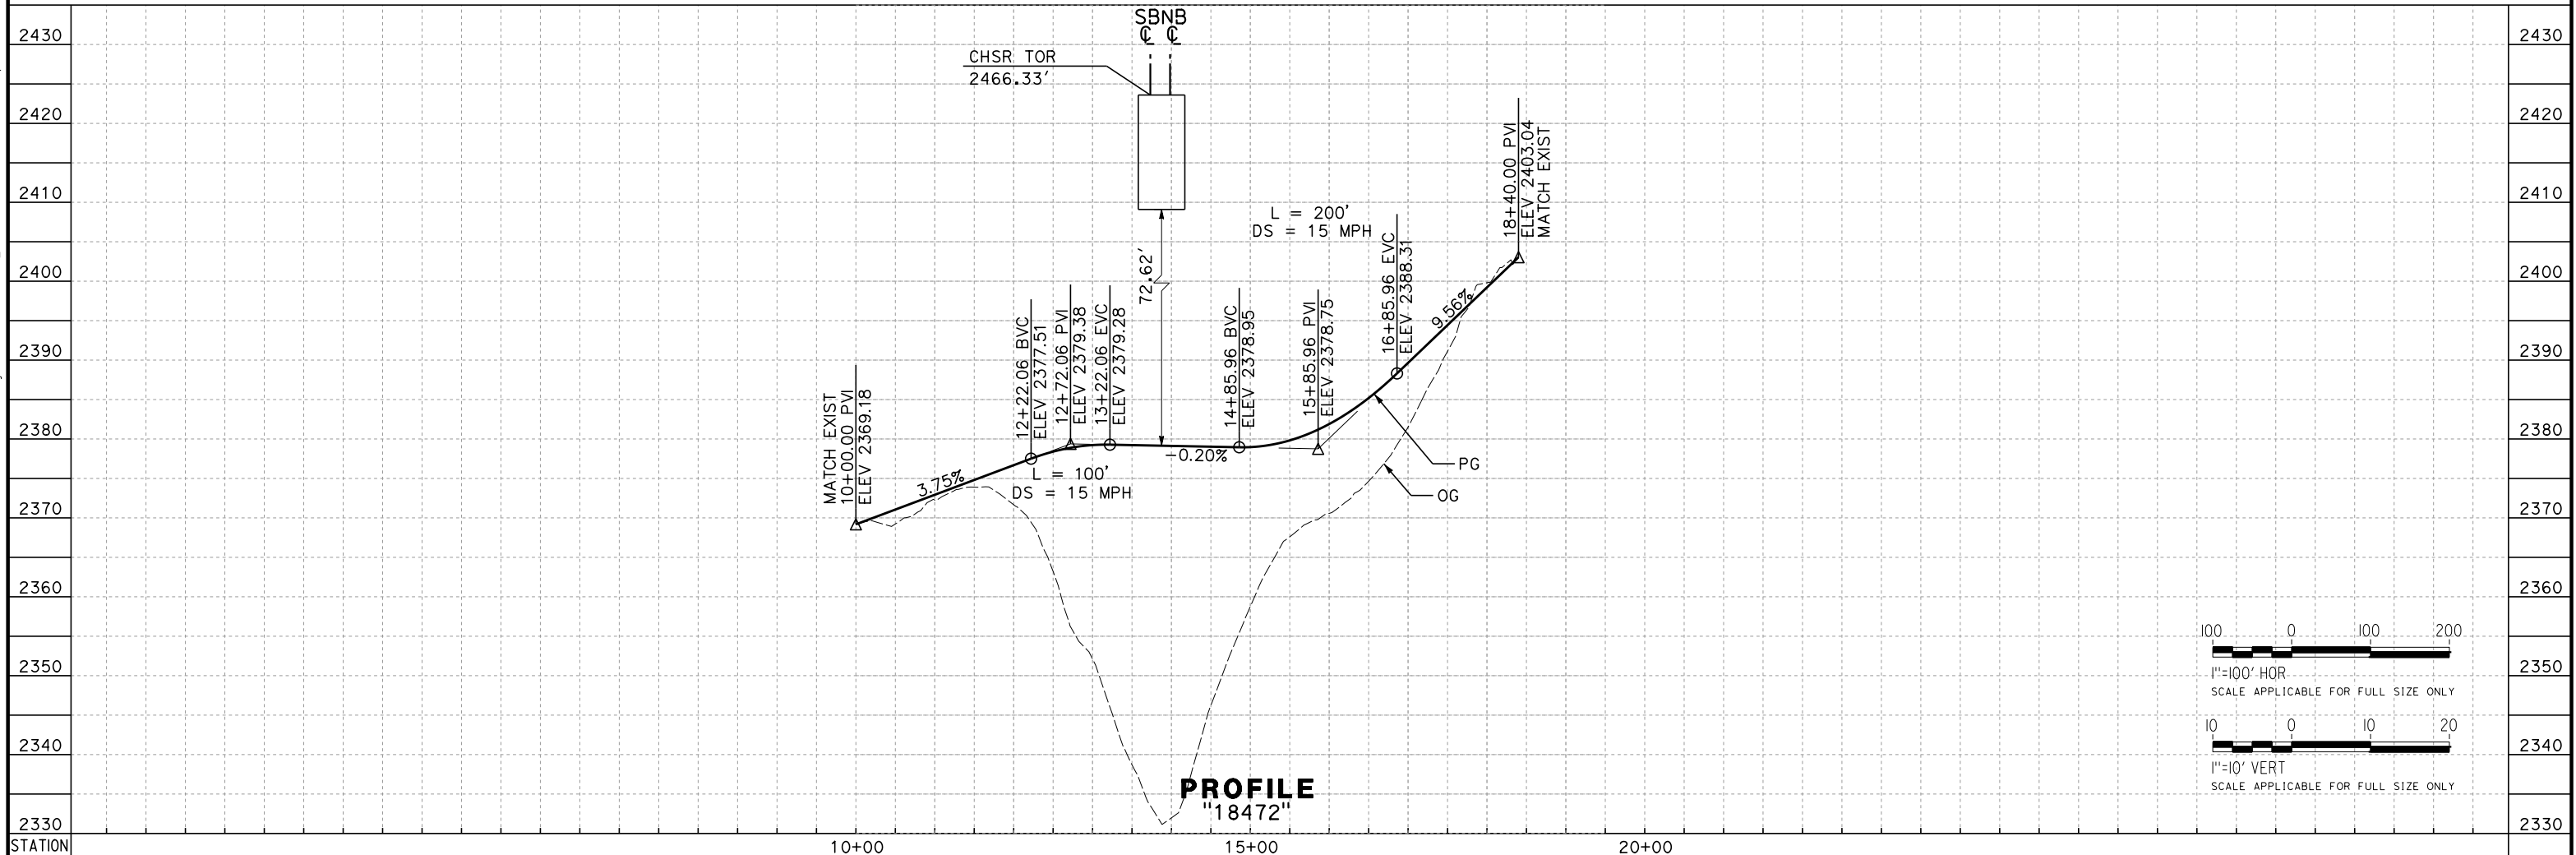 SB NB
℄ ℄
CHSR TOR
2466.33'
72.62'
L = 200'
DS = 15 MPH
MATCH EXIST
10+00.00 PVI
ELEV 2369.18
3.75%
12+22.06 BVC
ELEV 2377.51
12+72.06 PVI
ELEV 2379.38
13+22.06 EVC
ELEV 2379.28
L = 100'
DS = 15 MPH
-0.20%
14+85.96 BVC
ELEV 2378.95
15+85.96 PVI
ELEV 2378.75
16+85.96 EVC
ELEV 2388.31
9.56%
18+40.00 PVI
ELEV 2403.04
MATCH EXIST
PG
OG
2430
2420
2410
2400
2390
2380
2370
2360
2350
2340
2330
2430
2420
2410
2400
2390
2380
2370
2360
2350
2340
2330
100 0 100 200
1"=100' HOR
SCALE APPLICABLE FOR FULL SIZE ONLY
10 0 10 20
1"=10' VERT
SCALE APPLICABLE FOR FULL SIZE ONLY
PROFILE
"18472"
STATION 10+00 15+00 20+00